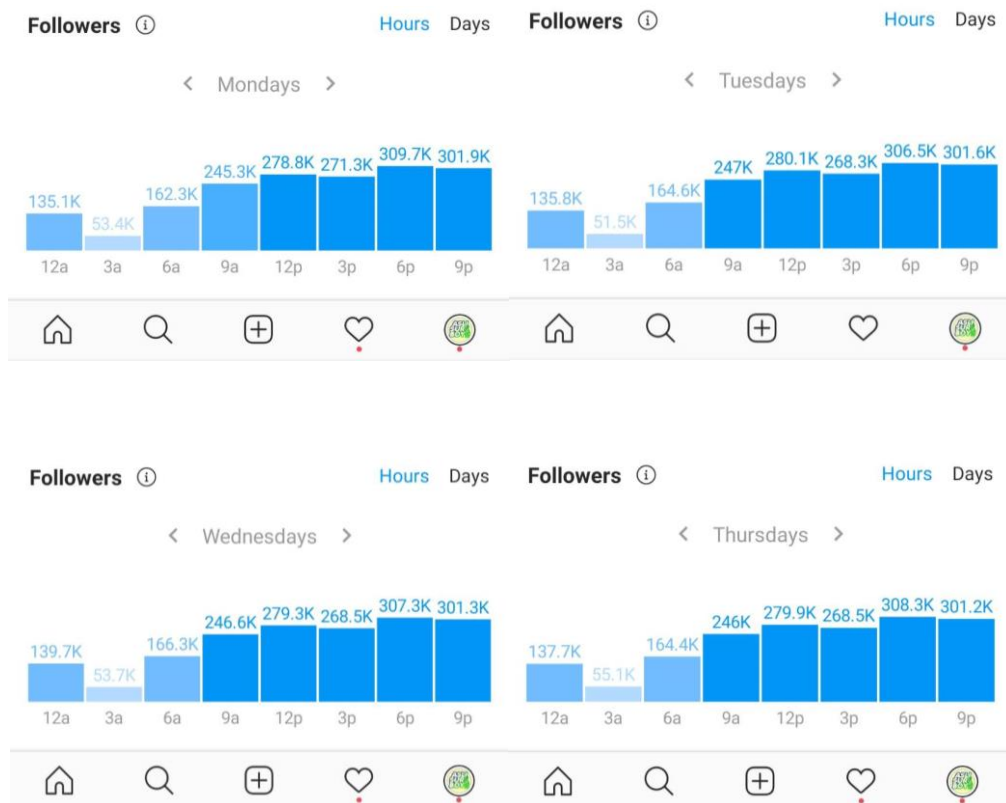 Followers Hours Days
Mondays
135.1K 53.4K 162.3K 245.3K 278.8K 271.3K 309.7K 301.9K
12a 3a 6a 9a 12p 3p 6p 9p
Followers Hours Days
Tuesdays
135.8K 51.5K 164.6K 247K 280.1K 268.3K 306.5K 301.6K
12a 3a 6a 9a 12p 3p 6p 9p
Followers Hours Days
Wednesdays
139.7K 53.7K 166.3K 246.6K 279.3K 268.5K 307.3K 301.3K
12a 3a 6a 9a 12p 3p 6p 9p
Followers Hours Days
Thursdays
137.7K 55.1K 164.4K 246K 279.9K 268.5K 308.3K 301.2K
12a 3a 6a 9a 12p 3p 6p 9p